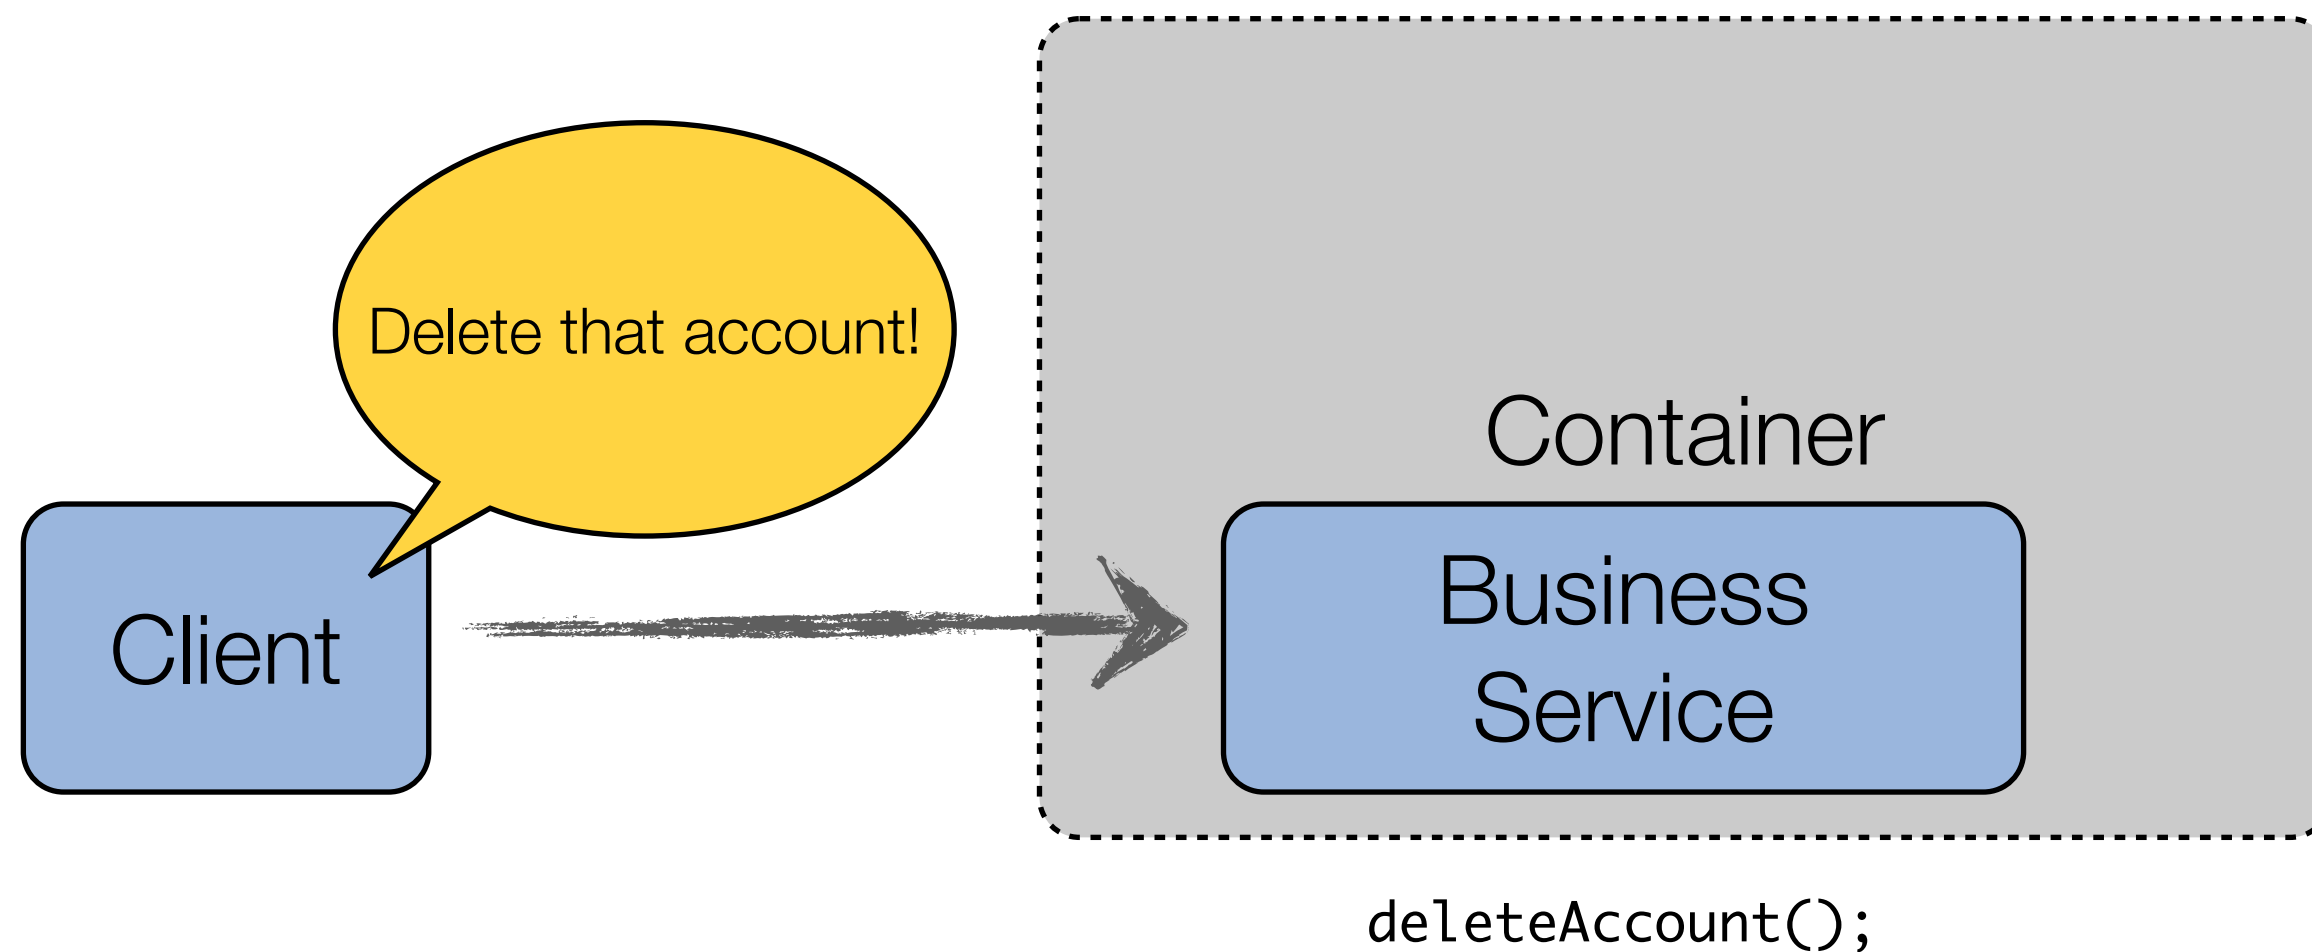 Delete that account!
Container
Client
Business
Service
deleteAccount();